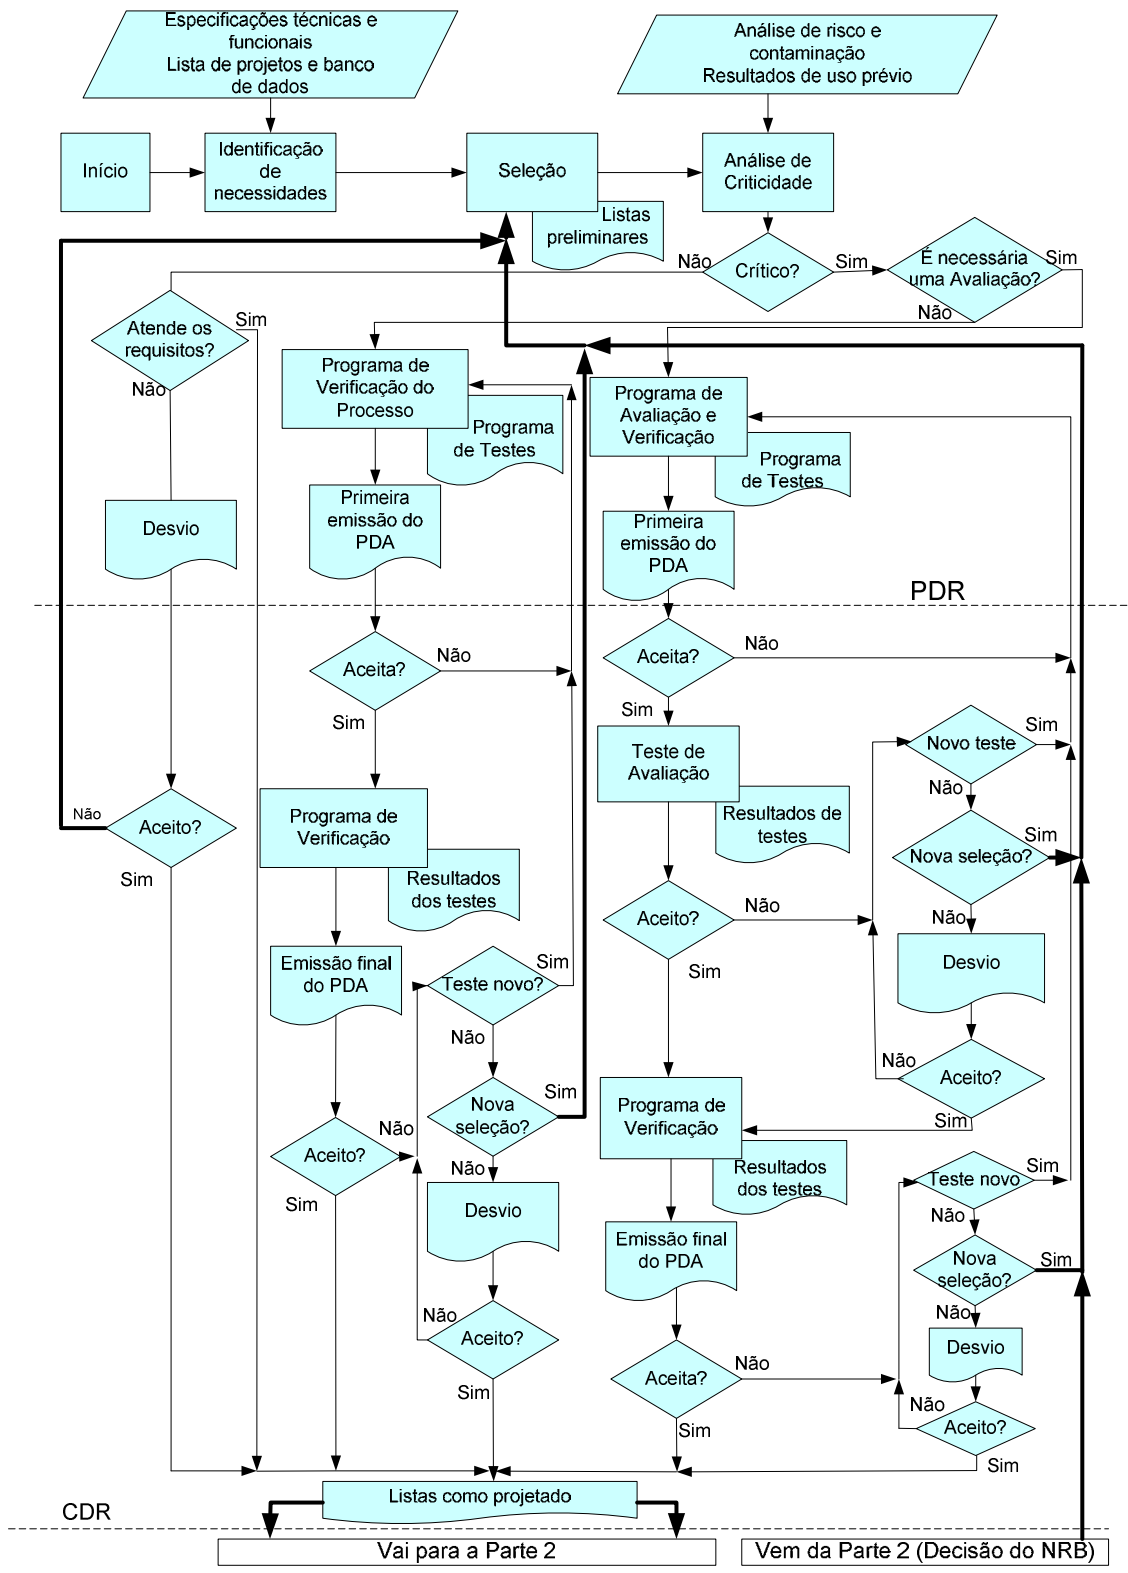 Especificações técnicas e
funcionais
Lista de projetos e banco
de dados
Análise de risco e
contaminação
Resultados de uso prévio
Início
Identificação
de
necessidades
Seleção
Análise de
Criticidade
Listas
preliminares
Não
Crítico?
Sim
É necessária
uma Avaliação?
Sim
Não
Atende os
requisitos?
Sim
Não
Programa de
Verificação do
Processo
Programa
de Testes
Programa de
Avaliação e
Verificação
Programa
de Testes
Desvio
Primeira
emissão do
PDA
Primeira
emissão do
PDA
PDR
Aceita?
Não
Sim
Aceita?
Não
Sim
Teste de
Avaliação
Resultados de
testes
Novo teste
Sim
Não
Nova seleção?
Sim
Não
Desvio
Não
Aceito?
Sim
Não
Aceito?
Sim
Programa de
Verificação
Resultados
dos testes
Aceito?
Não
Sim
Emissão final
do PDA
Teste novo?
Sim
Não
Nova
seleção?
Sim
Não
Aceito?
Não
Sim
Desvio
Não
Aceito?
Sim
Programa de
Verificação
Resultados
dos testes
Emissão final
do PDA
Teste novo
Sim
Não
Nova
seleção?
Sim
Não
Desvio
Aceita?
Não
Sim
Não
Aceito?
Sim
Listas como projetado
CDR
Vai para a Parte 2
Vem da Parte 2 (Decisão do NRB)